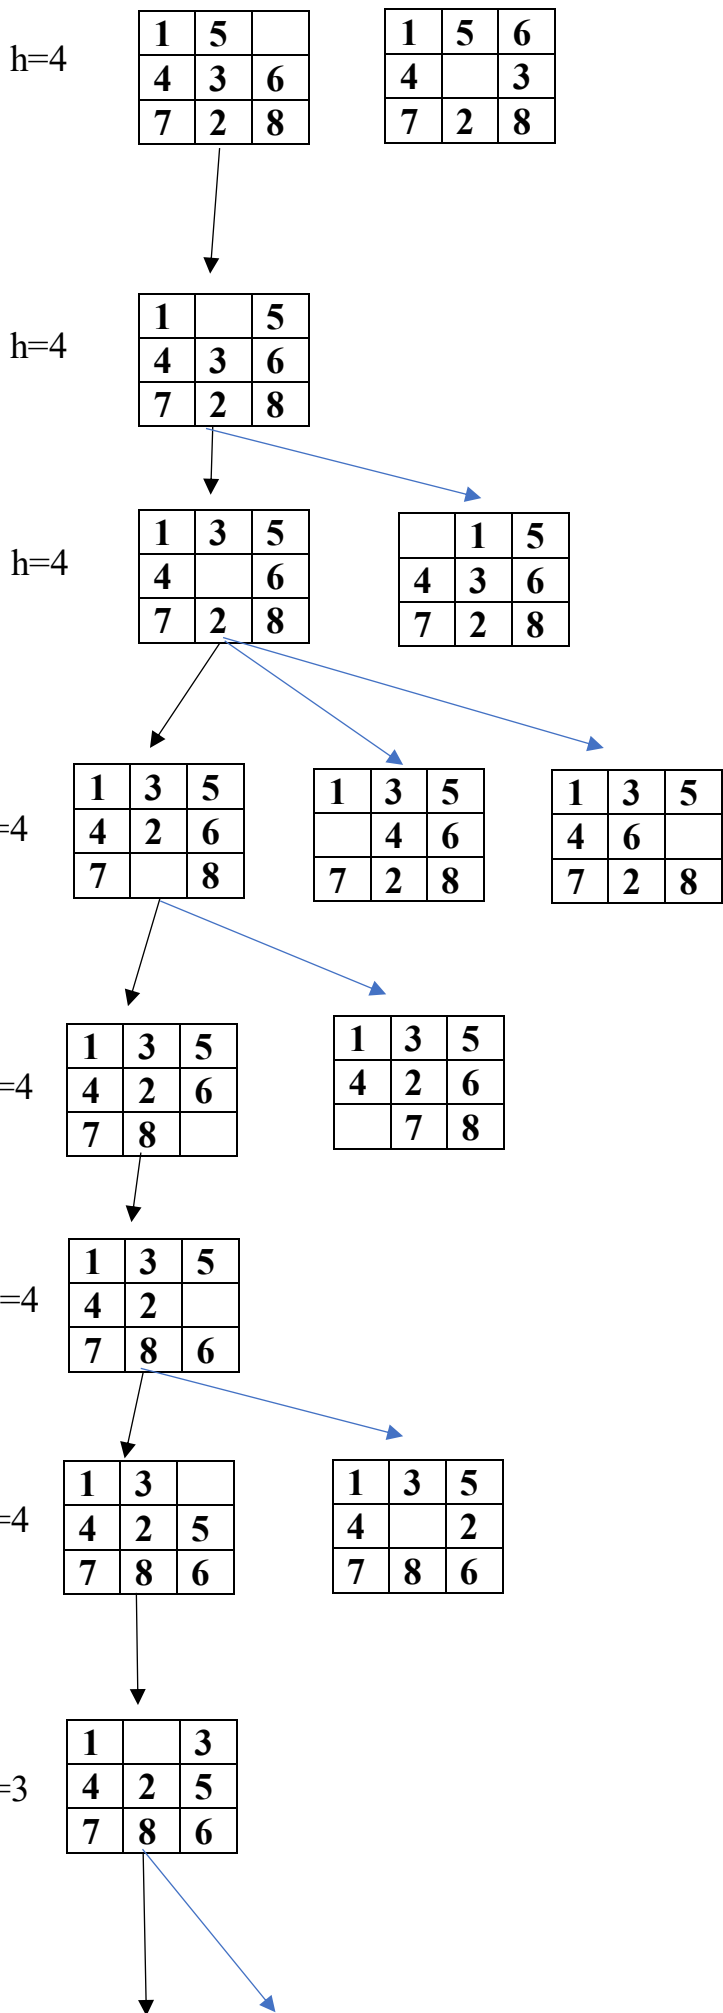 1 5 1 5 6
h=4 4 3 6 4 3
7 2 8 7 2 8
1 5
h=4 4 3 6
7 2 8
1 3 5 1 5
h=4 4 6 4 3 6
7 2 8 7 2 8
1 3 5 1 3 5 1 3 5
=4 4 2 6 4 6 4 6
7 8 7 2 8 7 2 8
1 3 5 1 3 5
=4 4 2 6 4 2 6
7 8 7 8
1 3 5
=4 4 2
7 8 6
1 3 1 3 5
=4 4 2 5 4 2
7 8 6 7 8 6
1 3
=3 4 2 5
7 8 6